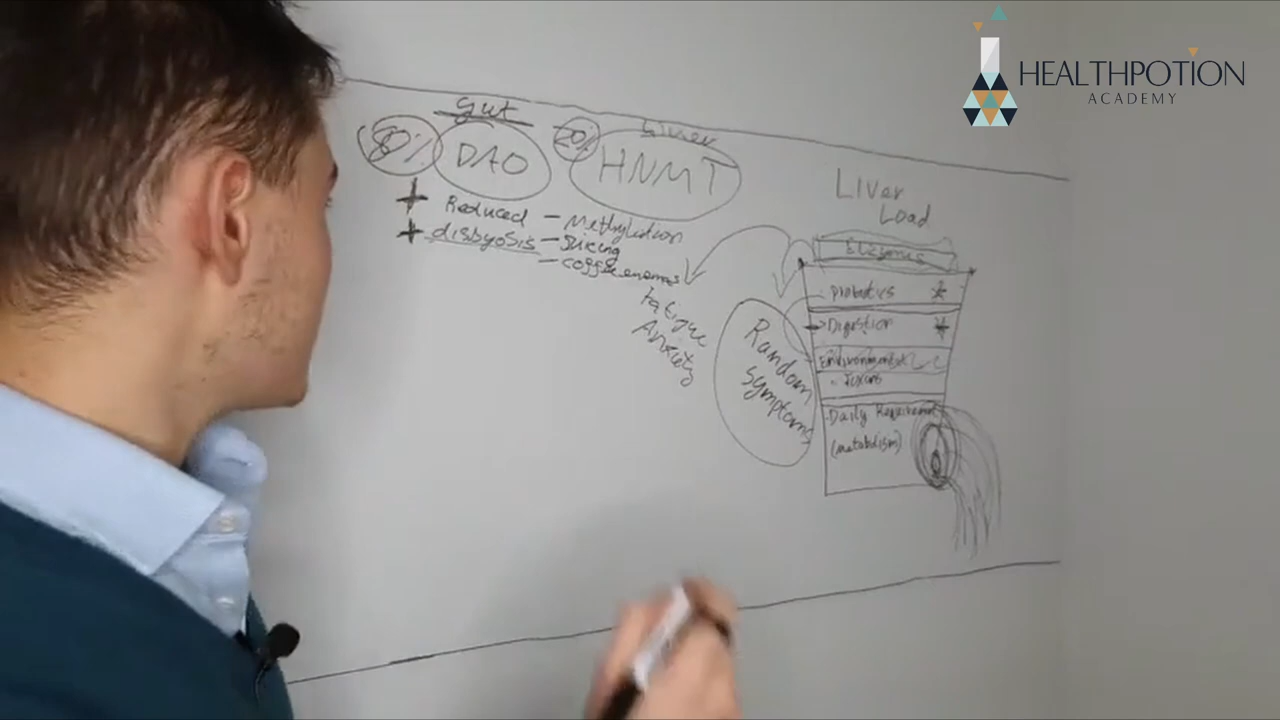 HEALTHPOTION
ACADEMY
Gut
80% DAO
20% HNMT
Liver
+ Reduced
+ disbyosis
- Methylation
- Juicing
- coffee enemas
Fatigue
Anxiety
Random
Symptoms
Liver
Load
Probotics
Digestion
Environmental
Toxins
Daily Requirement
(metabolism)